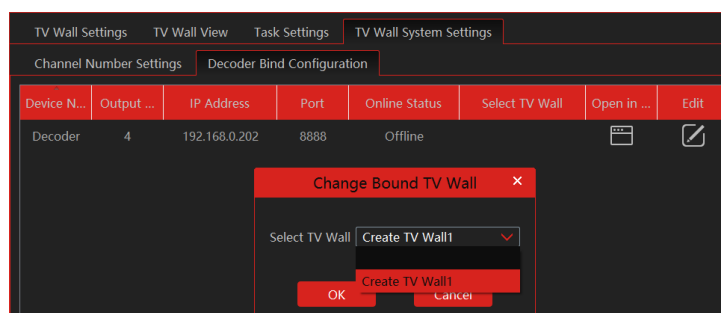 TV Wall Settings TV Wall View Task Settings TV Wall System Settings
Channel Number Settings Decoder Bind Configuration
Device N... Output ... IP Address Port Online Status Select TV Wall Open in ... Edit
Decoder 4 192.168.0.202 8888 Offline
Change Bound TV Wall ×
Select TV Wall Create TV Wall1
Create TV Wall1
OK Cancel